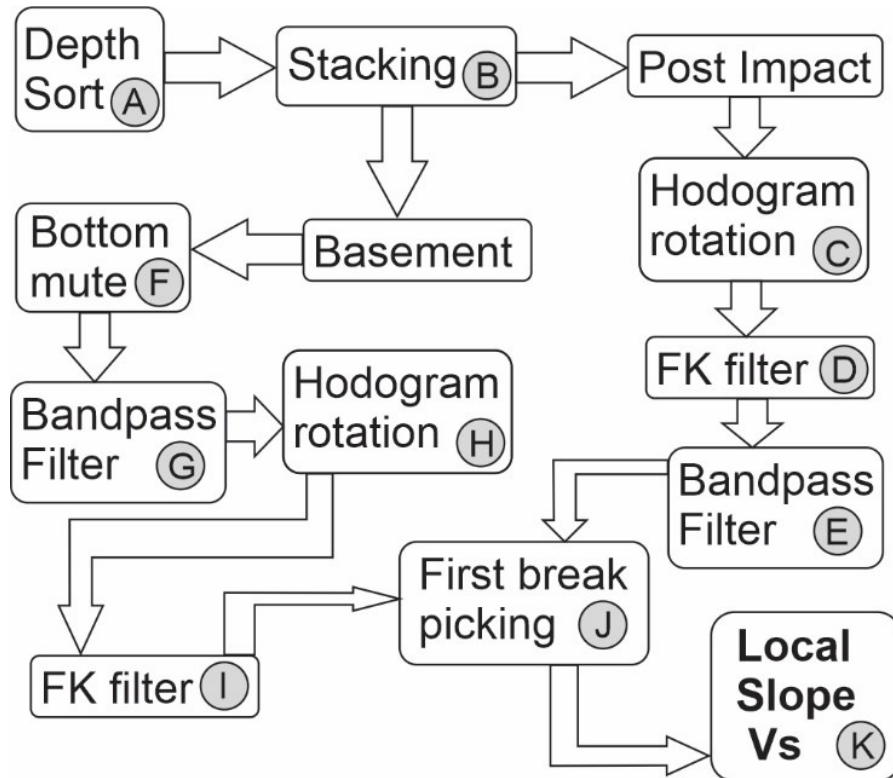 Depth
Sort A
Stacking B
Post Impact
Hodogram
rotation C
FK filter D
Bandpass
Filter E
Basement
Bottom
mute F
Bandpass
Filter G
Hodogram
rotation H
FK filter I
First break
picking J
Local
Slope
Vs K